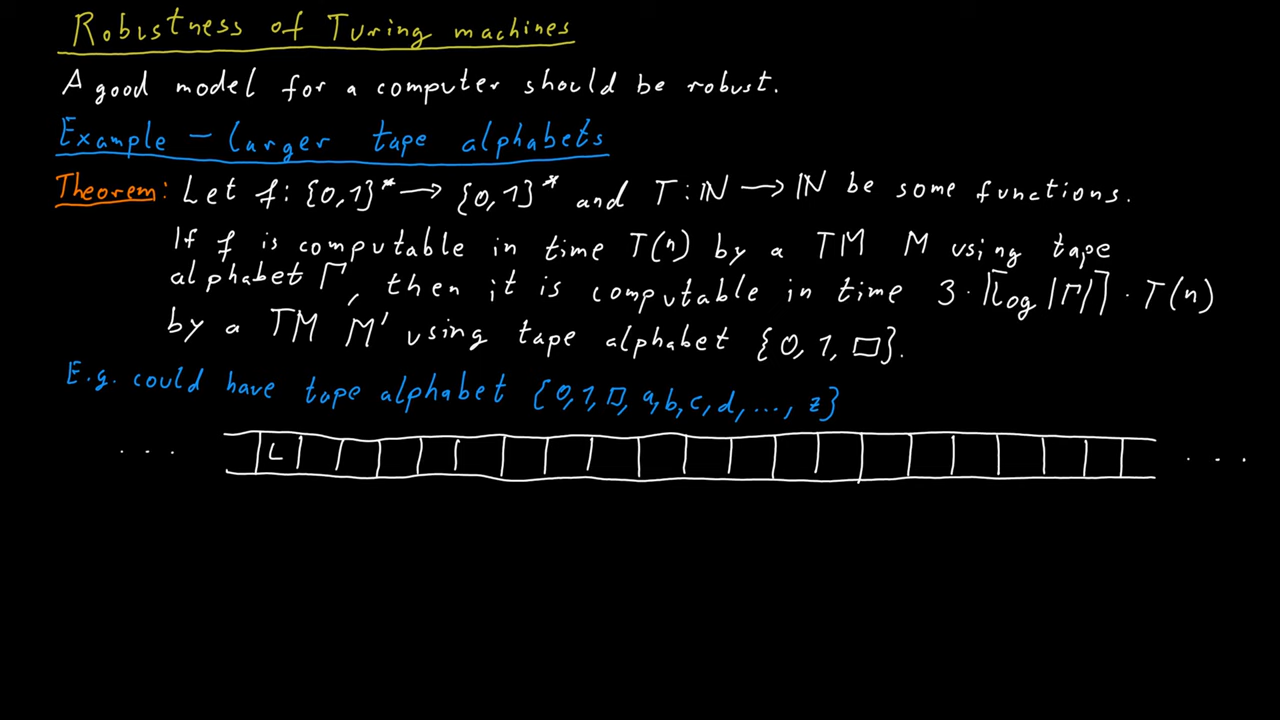 Robustness of Turing machines
A good model for a computer should be robust.
Example – larger tape alphabets
Theorem: Let f: {0,1}* → {0,1}* and T: ℕ → ℕ be some functions.
If f is computable in time T(n) by a TM M using tape
alphabet Γ, then it is computable in time 3·⌈log |Γ|⌉·T(n)
by a TM M' using tape alphabet {0, 1, □}.
E.g. could have tape alphabet {0,1,□,a,b,c,d,...,z}
... ...